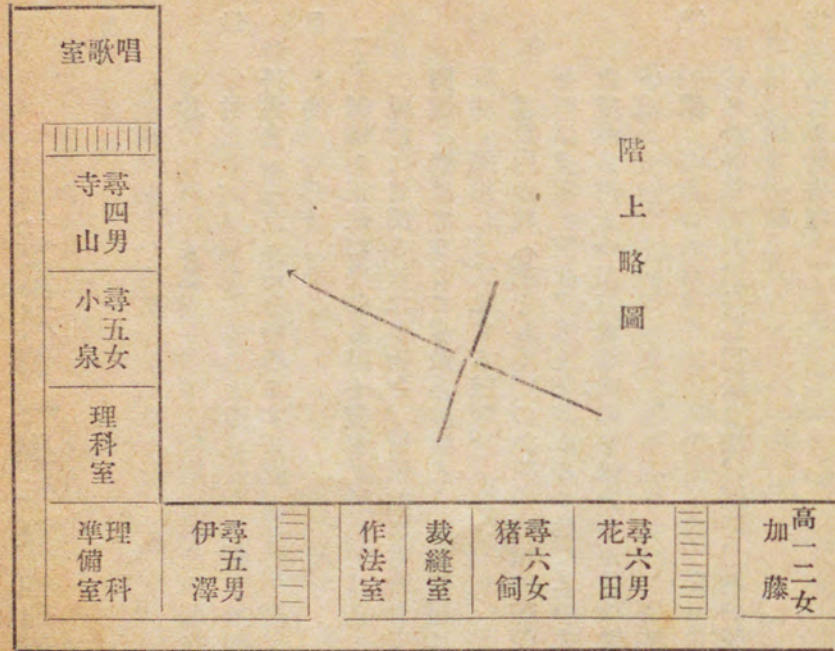 階上略圖
唱歌室
尋四男
寺山
尋五女
小泉
理科室
理科
準備室
尋五男
伊澤
作法室
裁縫室
尋六女
猪飼
尋六男
花田
高一二女
加藤